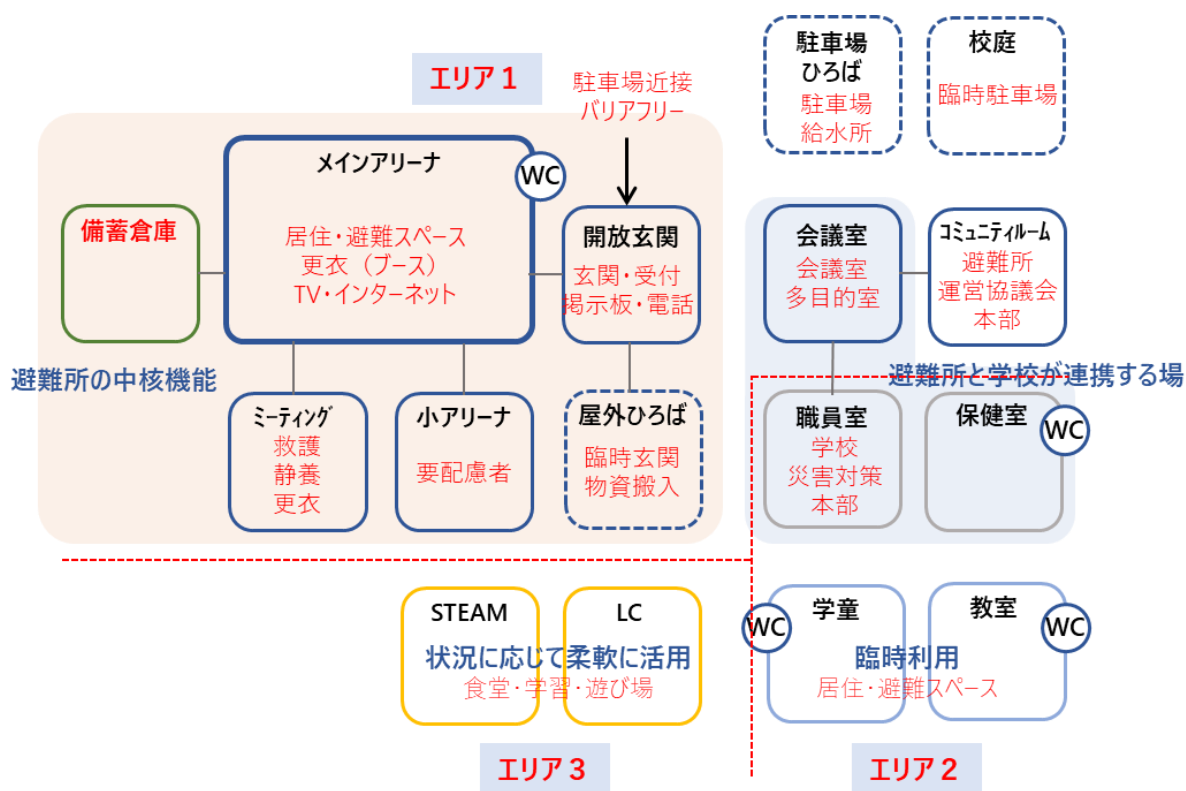 エリア１
駐車場近接
バリアフリー
駐車場
ひろば
駐車場
給水所
校庭
臨時駐車場
メインアリーナ
WC
居住・避難スペース
更衣（ブース）
TV・インターネット
備蓄倉庫
開放玄関
玄関・受付
掲示板・電話
会議室
会議室
多目的室
コミュニティルーム
避難所
運営協議会
本部
避難所の中核機能
避難所と学校が連携する場
ミーティング
救護
静養
更衣
小アリーナ
要配慮者
屋外ひろば
臨時玄関
物資搬入
職員室
学校
災害対策
本部
保健室
WC
STEAM
LC
状況に応じて柔軟に活用
食堂・学習・遊び場
WC
学童
教室
WC
臨時利用
居住・避難スペース
エリア３
エリア２